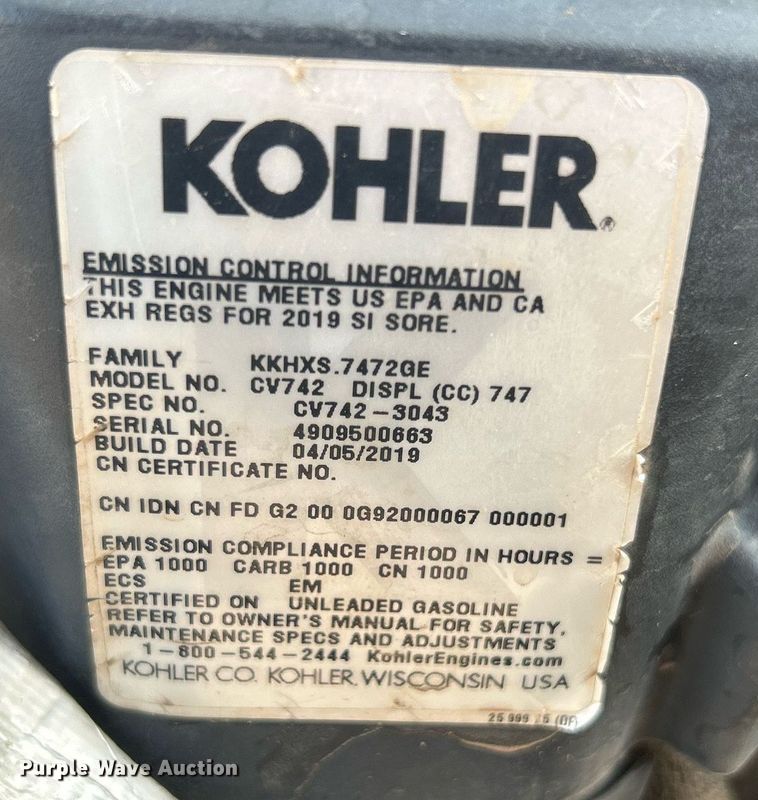 KOHLER®
EMISSION CONTROL INFORMATION
THIS ENGINE MEETS US EPA AND CA
EXH REGS FOR 2019 SI SORE.
FAMILY KKHXS.7472GE
MODEL NO. CV742 DISPL (CC) 747
SPEC NO. CV742-3043
SERIAL NO. 4909500663
BUILD DATE 04/05/2019
CN CERTIFICATE NO.
CN IDN CN FD G2 00 0G92000067 000001
EMISSION COMPLIANCE PERIOD IN HOURS =
EPA 1000 CARB 1000 CN 1000
ECS EM
CERTIFIED ON UNLEADED GASOLINE
REFER TO OWNER'S MANUAL FOR SAFETY,
MAINTENANCE SPECS AND ADJUSTMENTS
1-800-544-2444 KohlerEngines.com
KOHLER CO. KOHLER, WISCONSIN USA
25 999
Purple Wave Auction